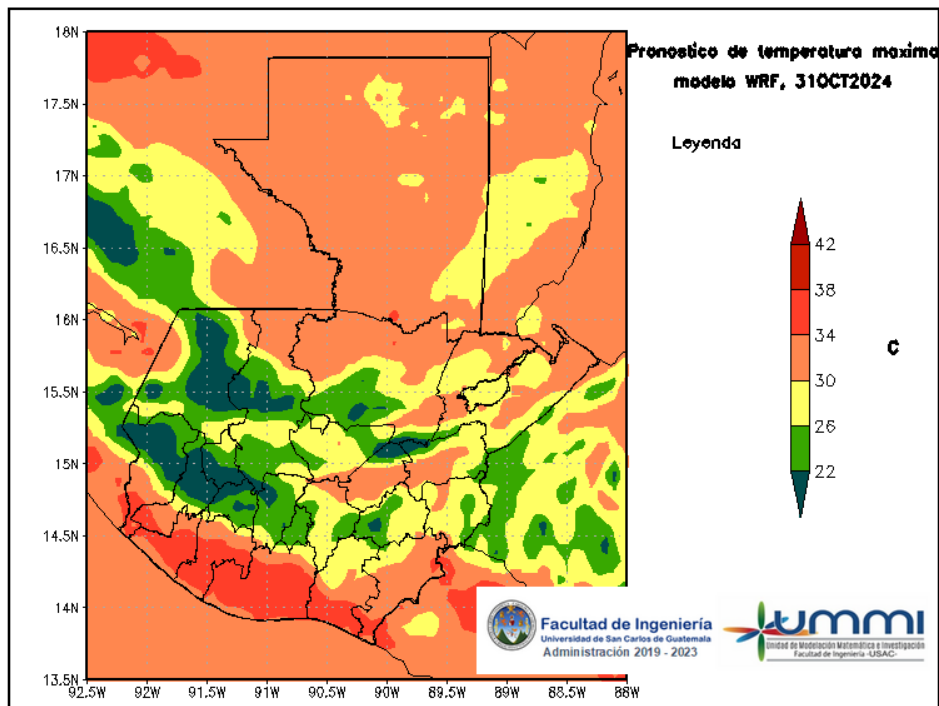 Pronostico de temperatura maxima
modelo WRF, 31OCT2024
Leyenda
42
38
34
30
26
22
C
18N
17.5N
17N
16.5N
16N
15.5N
15N
14.5N
14N
13.5N
92.5W 92W 91.5W 91W 90.5W 90W 89.5W 89W 88.5W 88W
Facultad de Ingeniería
Universidad de San Carlos de Guatemala
Administración 2019 - 2023
ummi
Unidad de Modelación Matemática e Investigación
Facultad de Ingeniería -USAC-